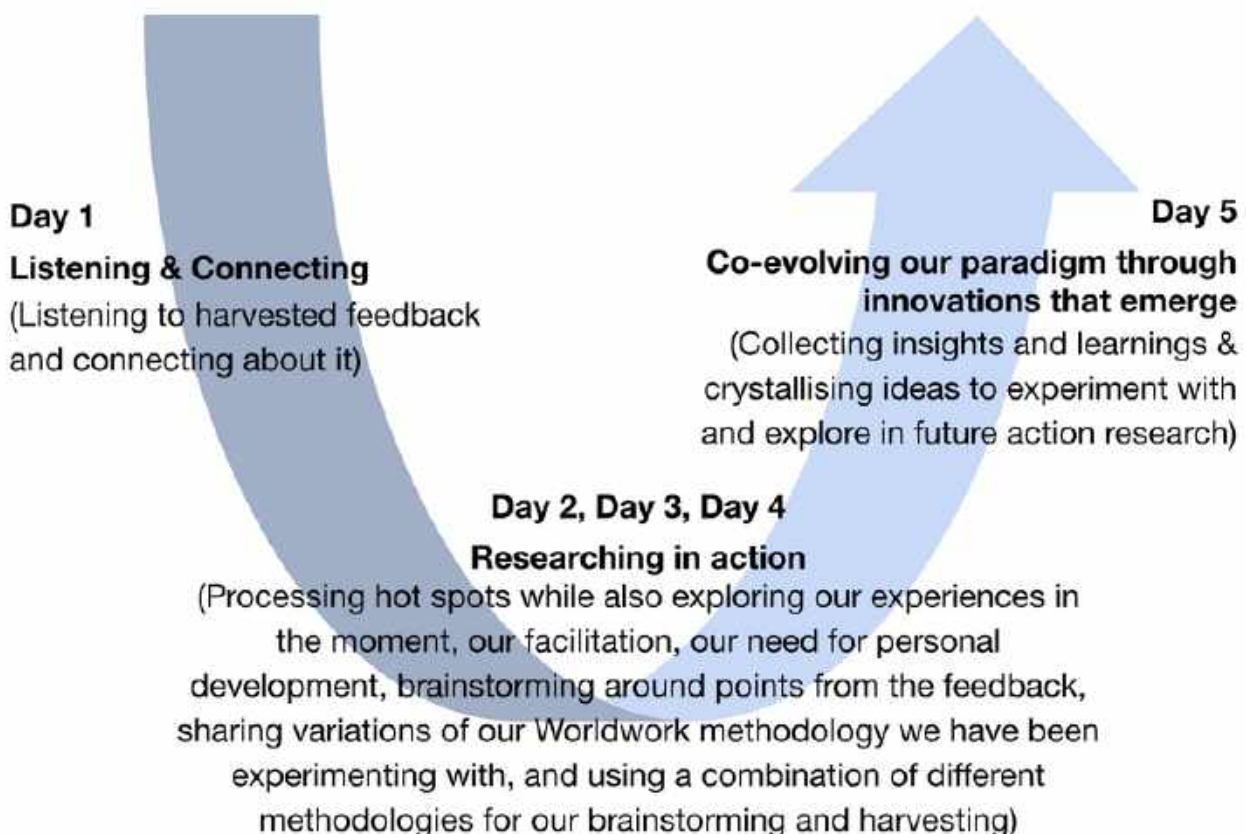 Day 1
Listening & Connecting
(Listening to harvested feedback
and connecting about it)
Day 5
Co-evolving our paradigm through
innovations that emerge
(Collecting insights and learnings &
crystallising ideas to experiment with
and explore in future action research)
Day 2, Day 3, Day 4
Researching in action
(Processing hot spots while also exploring our experiences in
the moment, our facilitation, our need for personal
development, brainstorming around points from the feedback,
sharing variations of our Worldwork methodology we have been
experimenting with, and using a combination of different
methodologies for our brainstorming and harvesting)